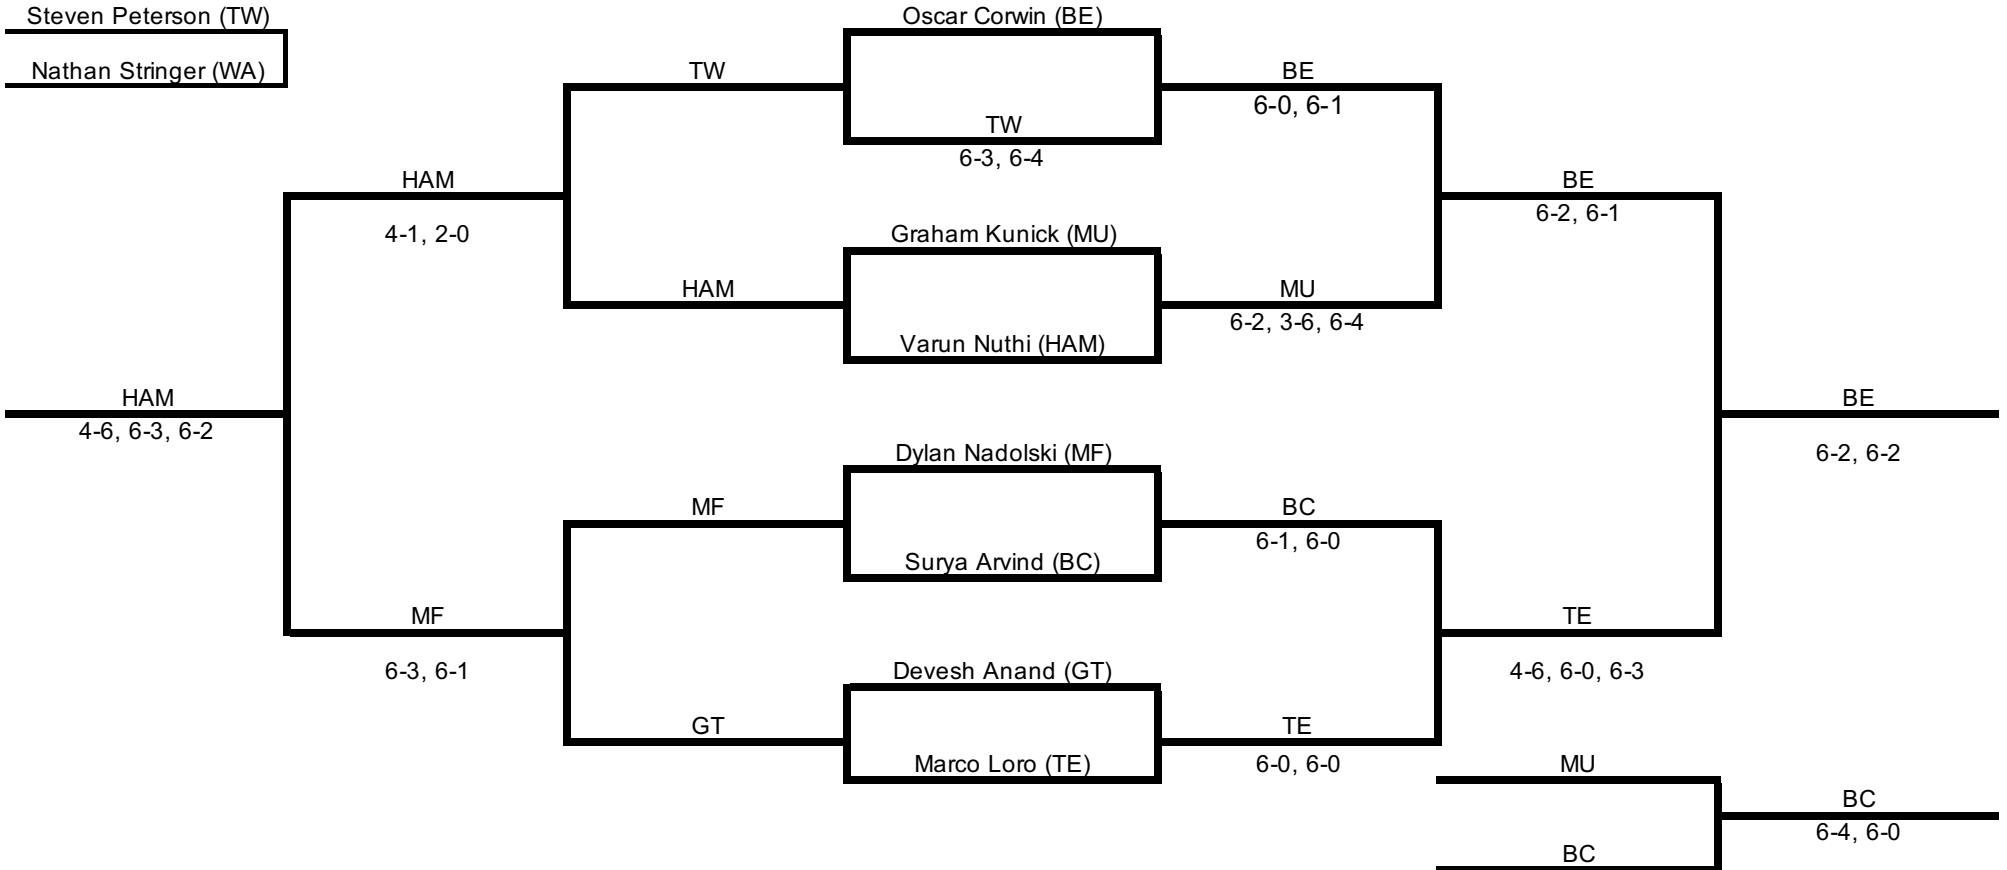 Steven Peterson (TW)
Oscar Corwin (BE)
Nathan Stringer (WA)
TW
BE
6-0, 6-1
TW
6-3, 6-4
HAM
BE
4-1, 2-0
6-2, 6-1
Graham Kunick (MU)
HAM
MU
6-2, 3-6, 6-4
Varun Nuthi (HAM)
HAM
4-6, 6-3, 6-2
BE
6-2, 6-2
Dylan Nadolski (MF)
MF
BC
6-1, 6-0
Surya Arvind (BC)
MF
TE
6-3, 6-1
4-6, 6-0, 6-3
Devesh Anand (GT)
GT
TE
6-0, 6-0
Marco Loro (TE)
MU
BC
6-4, 6-0
BC